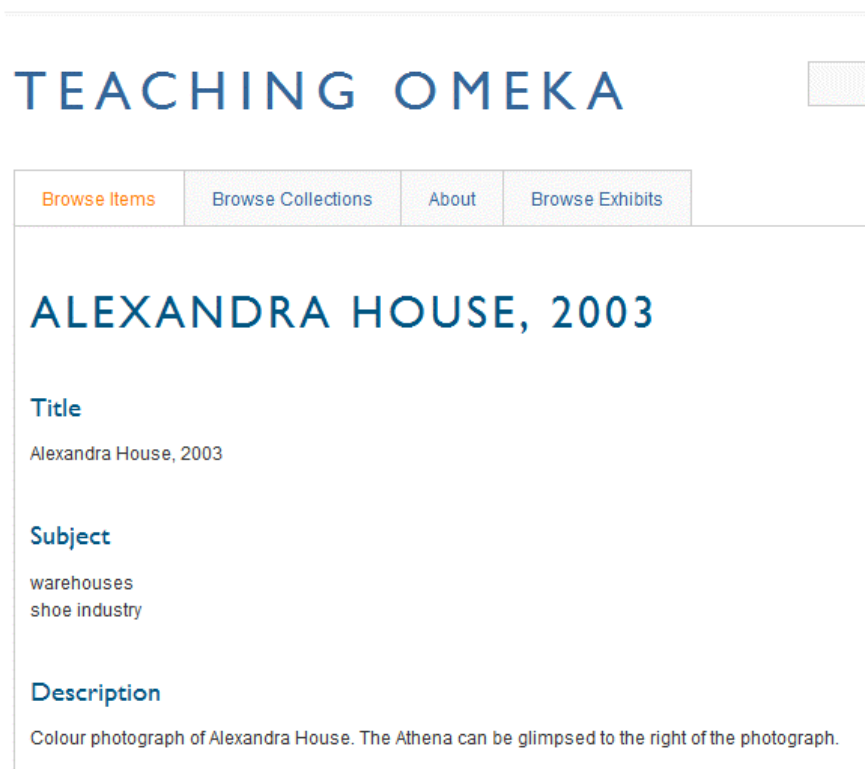 TEACHING OMEKA
Browse Items
Browse Collections
About
Browse Exhibits
ALEXANDRA HOUSE, 2003
Title
Alexandra House, 2003
Subject
warehouses
shoe industry
Description
Colour photograph of Alexandra House. The Athena can be glimpsed to the right of the photograph.